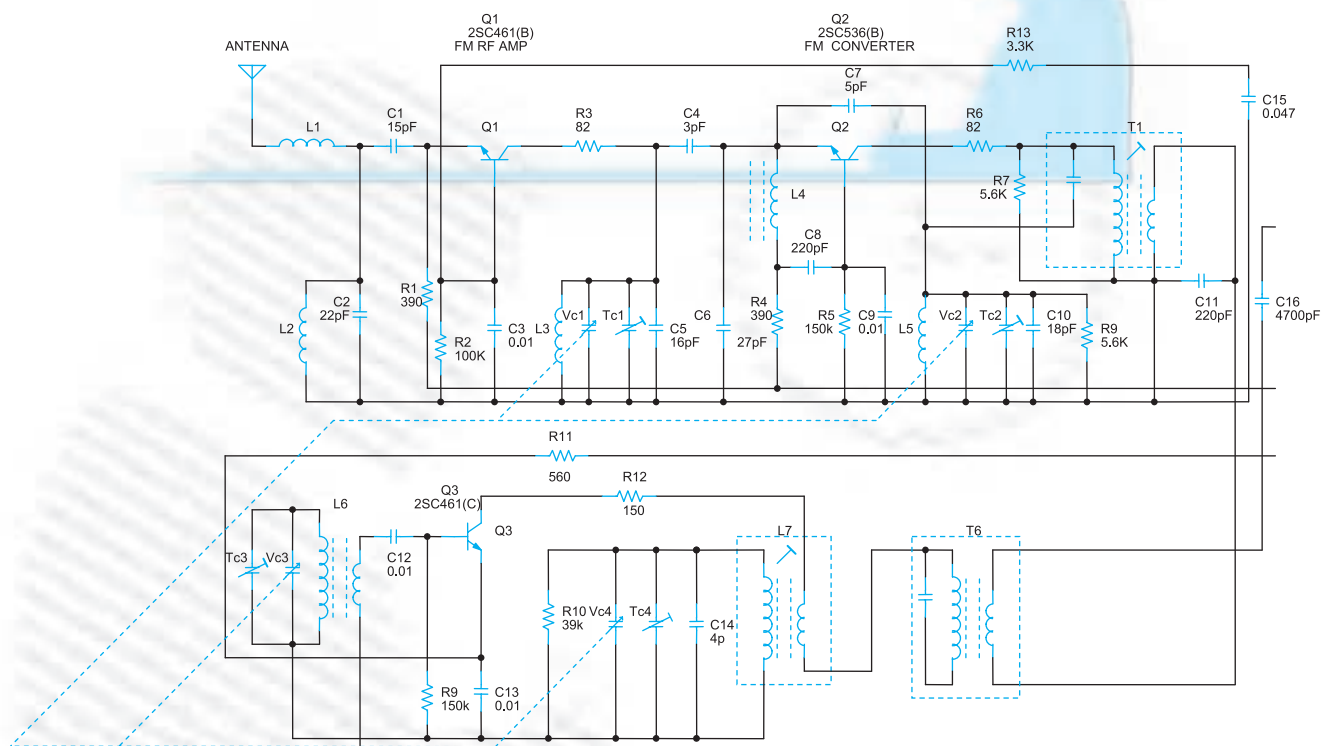 Q1
2SC461(B)
FM RF AMP
Q2
2SC536(B)
FM CONVERTER
R13
3.3K
ANTENNA
C7
5pF
C15
0.047
L1
C1
15pF
Q1
R3
82
C4
3pF
Q2
R6
82
T1
R7
5.6K
L4
C8
220pF
L2
C2
22pF
R1
390
R2
100K
C3
0.01
L3
Vc1
Tc1
C5
16pF
C6
27pF
R4
390
R5
150k
C9
0.01
L5
Vc2
Tc2
C10
18pF
R9
5.6K
C11
220pF
C16
4700pF
R11
560
R12
150
Q3
2SC461(C)
Q3
L6
L7
T6
Tc3
Vc3
C12
0.01
R10
39k
Vc4
Tc4
C14
4p
R9
150k
C13
0.01